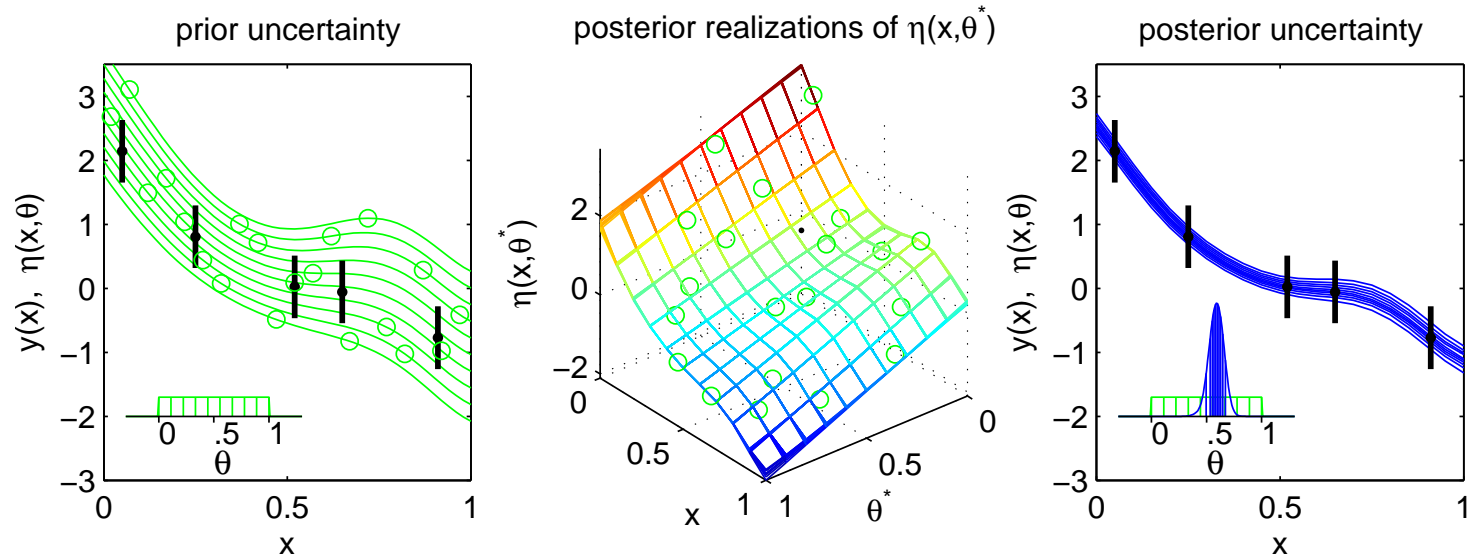 prior uncertainty
3
2
1
0
−1
−2
−3
y(x), η(x,θ)
0 .5 1
θ
0 0.5 1
x
posterior realizations of η(x,θ*)
2
0
−2
η(x,θ*)
0
0.5
1
x
1
0.5
0
θ*
posterior uncertainty
3
2
1
0
−1
−2
−3
y(x), η(x,θ)
0 .5 1
θ
0 0.5 1
x